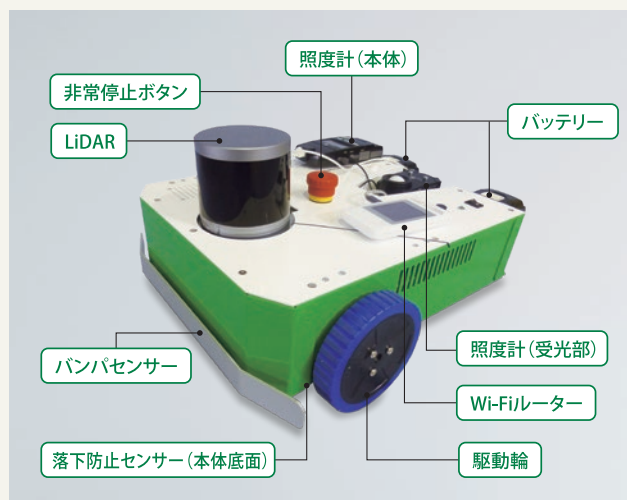 照度計（本体）
非常停止ボタン
バッテリー
LiDAR
照度計（受光部）
バンパセンサー
Wi-Fiルーター
落下防止センサー（本体底面）
駆動輪